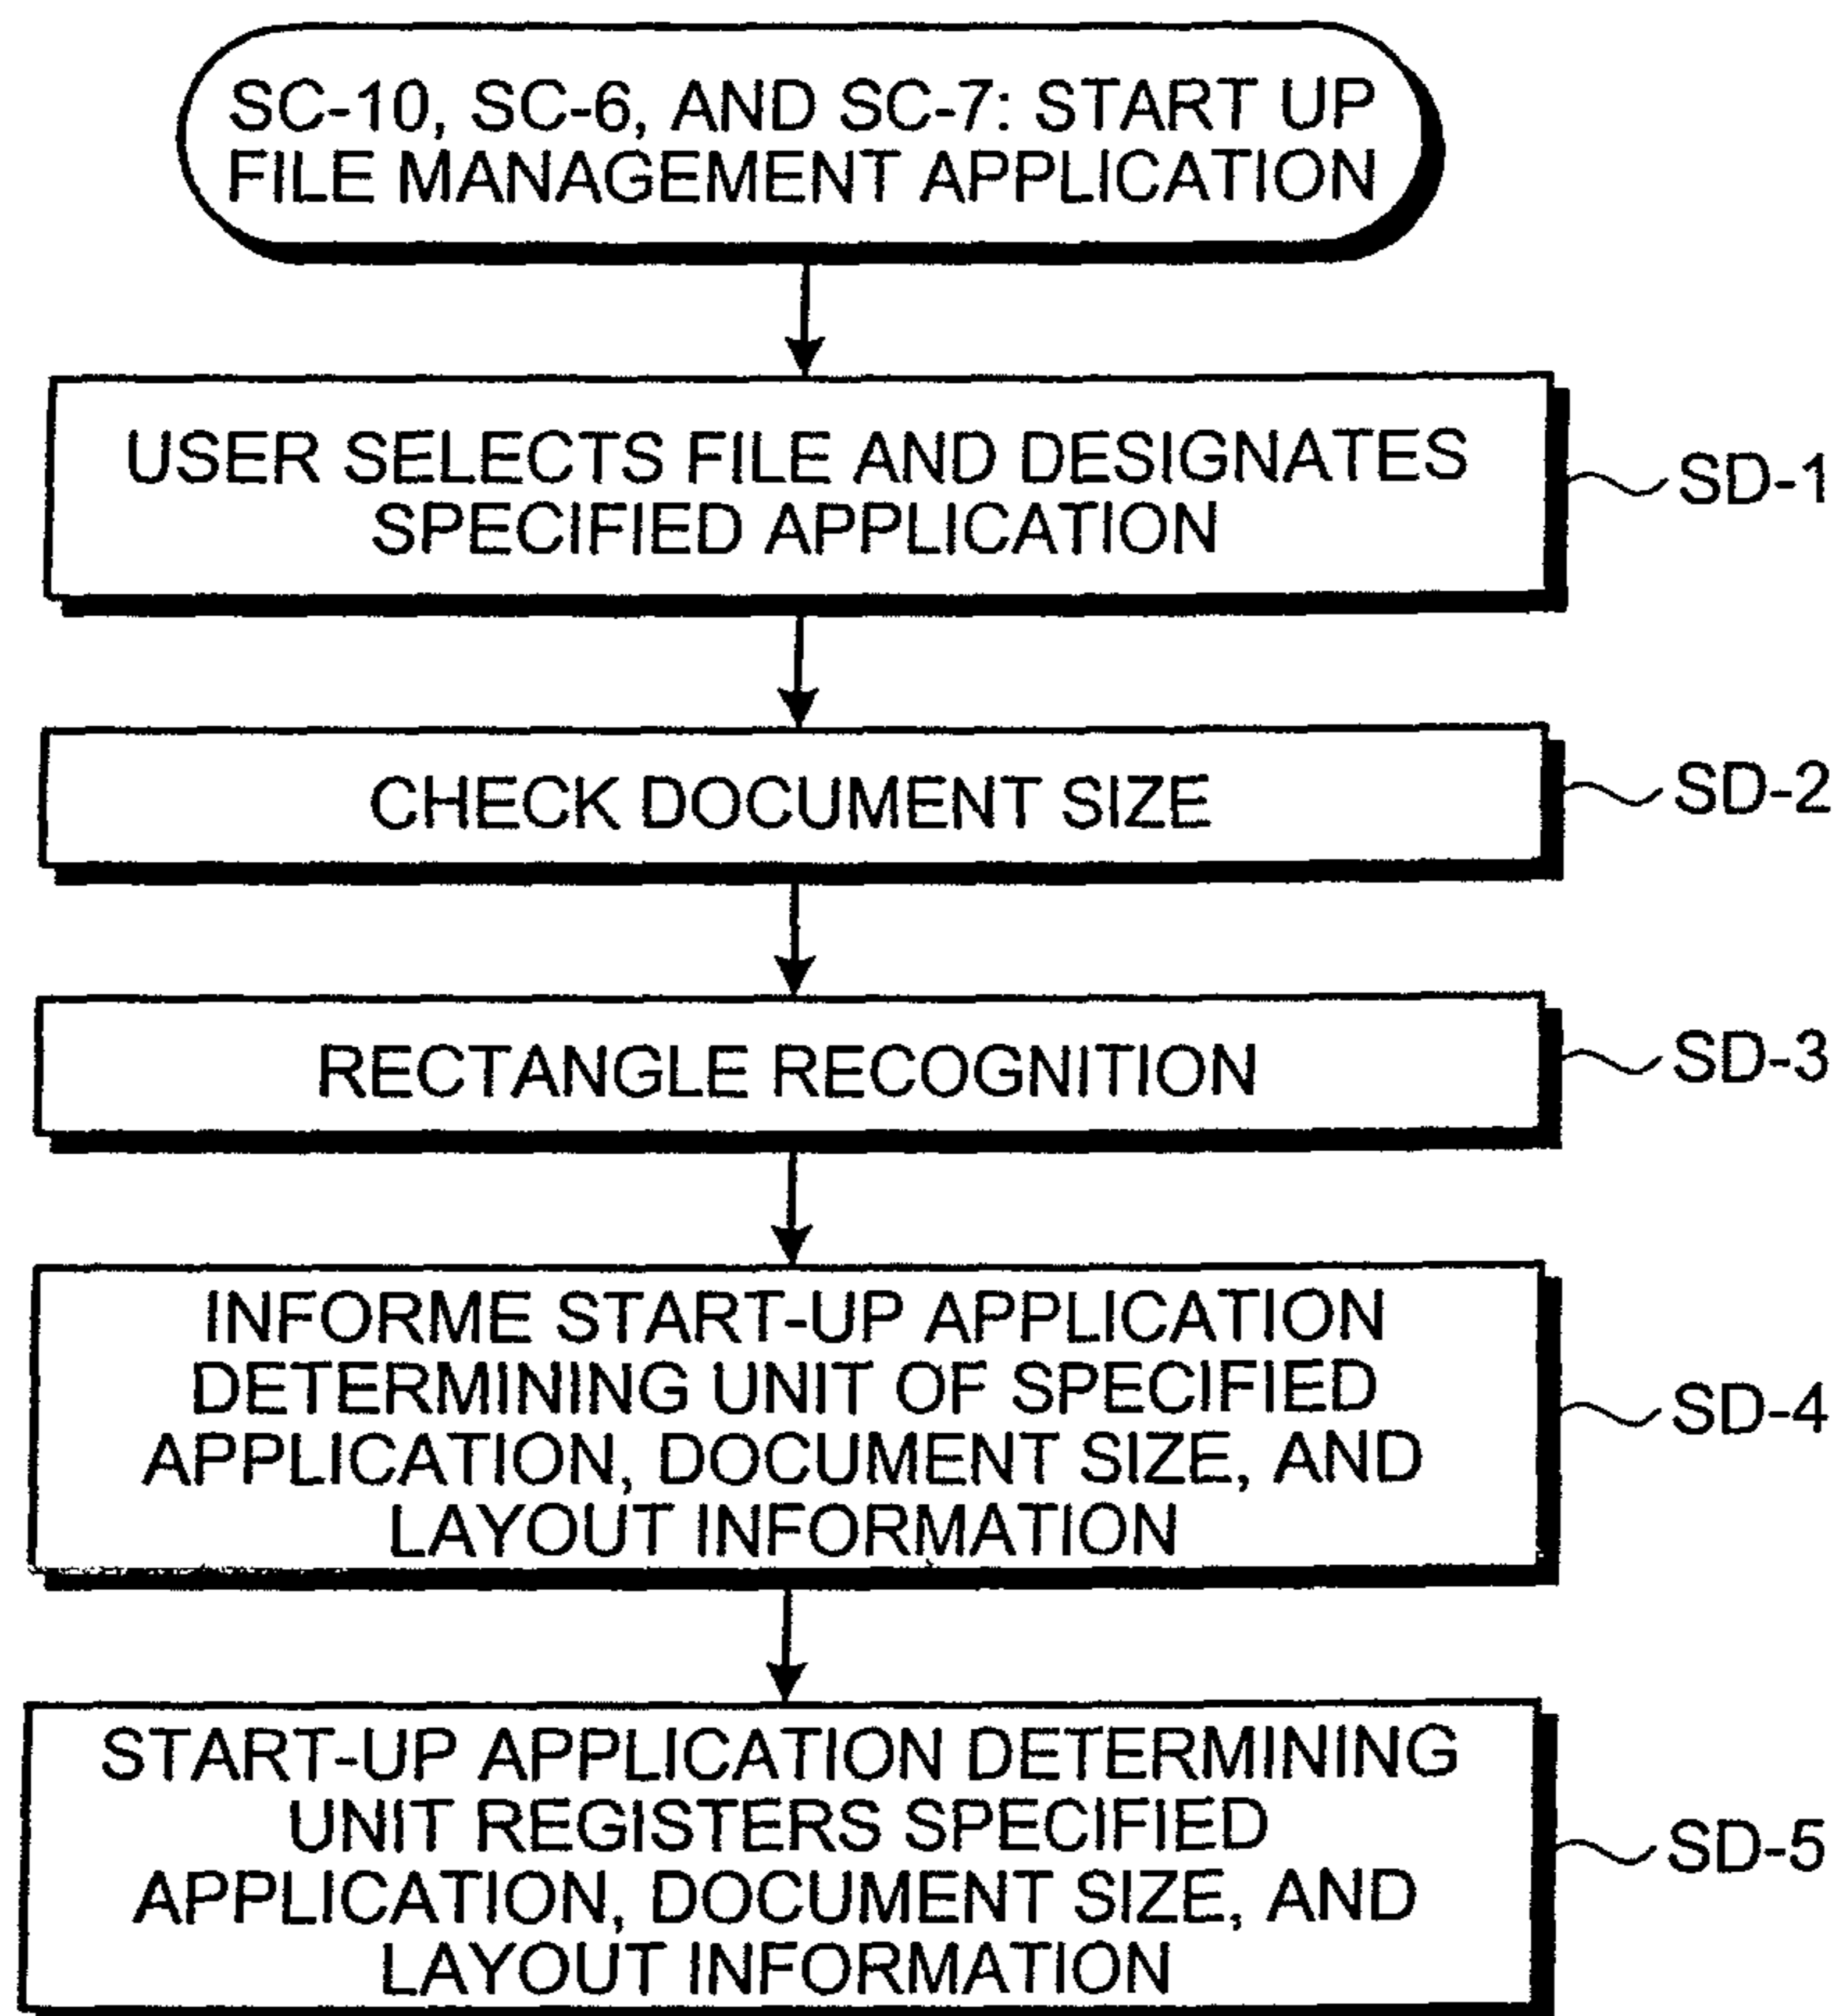 SC-10, SC-6, AND SC-7: START UP
FILE MANAGEMENT APPLICATION
USER SELECTS FILE AND DESIGNATES
SPECIFIED APPLICATION
SD-1
CHECK DOCUMENT SIZE
SD-2
RECTANGLE RECOGNITION
SD-3
INFORME START-UP APPLICATION
DETERMINING UNIT OF SPECIFIED
APPLICATION, DOCUMENT SIZE, AND
LAYOUT INFORMATION
SD-4
START-UP APPLICATION DETERMINING
UNIT REGISTERS SPECIFIED
APPLICATION, DOCUMENT SIZE, AND
LAYOUT INFORMATION
SD-5